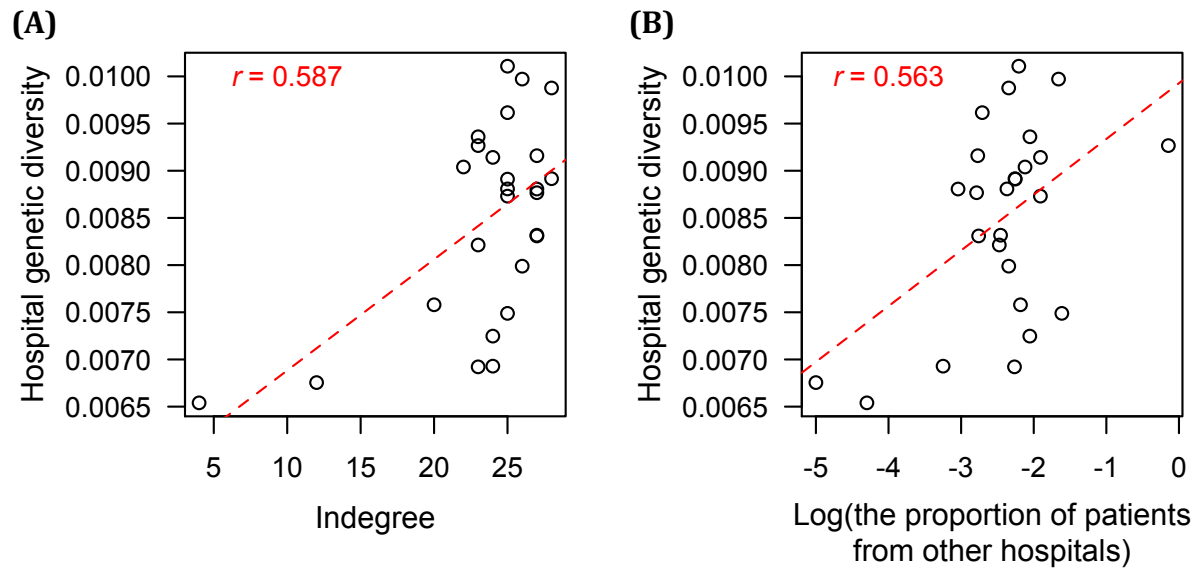 (A)
r = 0.587
Hospital genetic diversity
0.0100
0.0095
0.0090
0.0085
0.0080
0.0075
0.0070
0.0065
5 10 15 20 25
Indegree
(B)
r = 0.563
Hospital genetic diversity
0.0100
0.0095
0.0090
0.0085
0.0080
0.0075
0.0070
0.0065
-5 -4 -3 -2 -1 0
Log(the proportion of patients
from other hospitals)